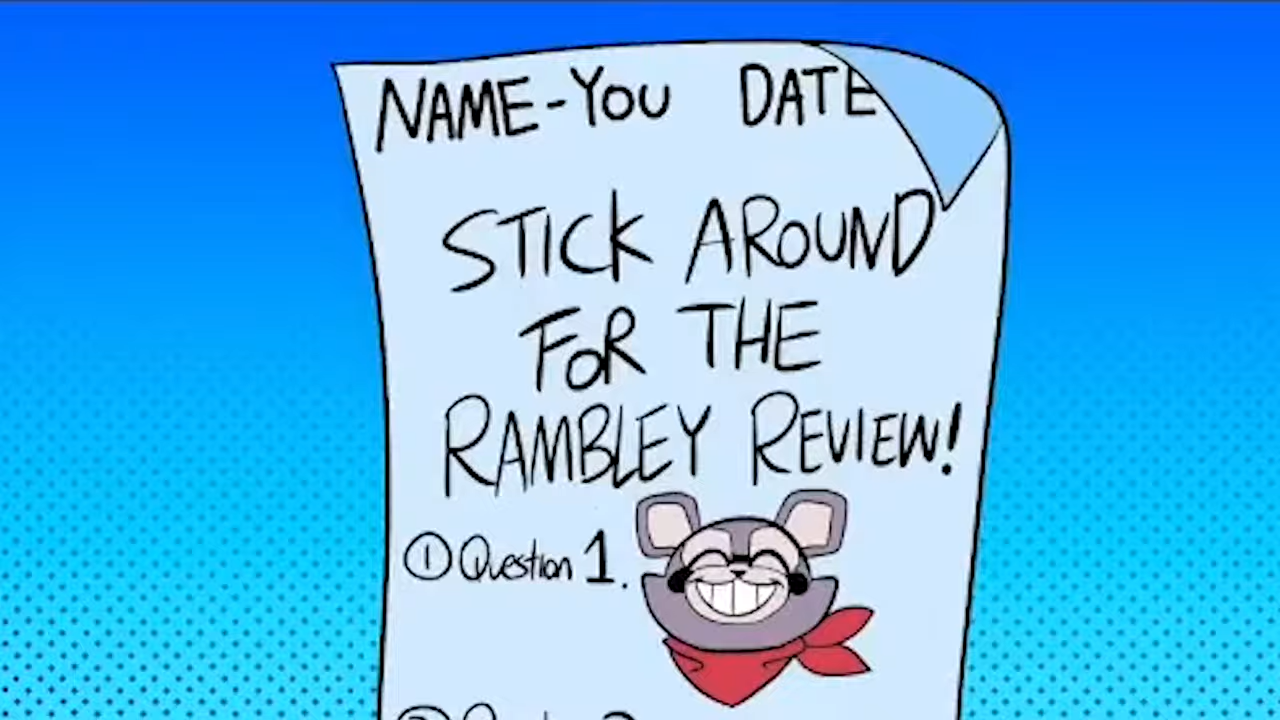 NAME-YOU DATE
STICK AROUND
FOR THE
RAMBLEY REVIEW!
① Question 1.